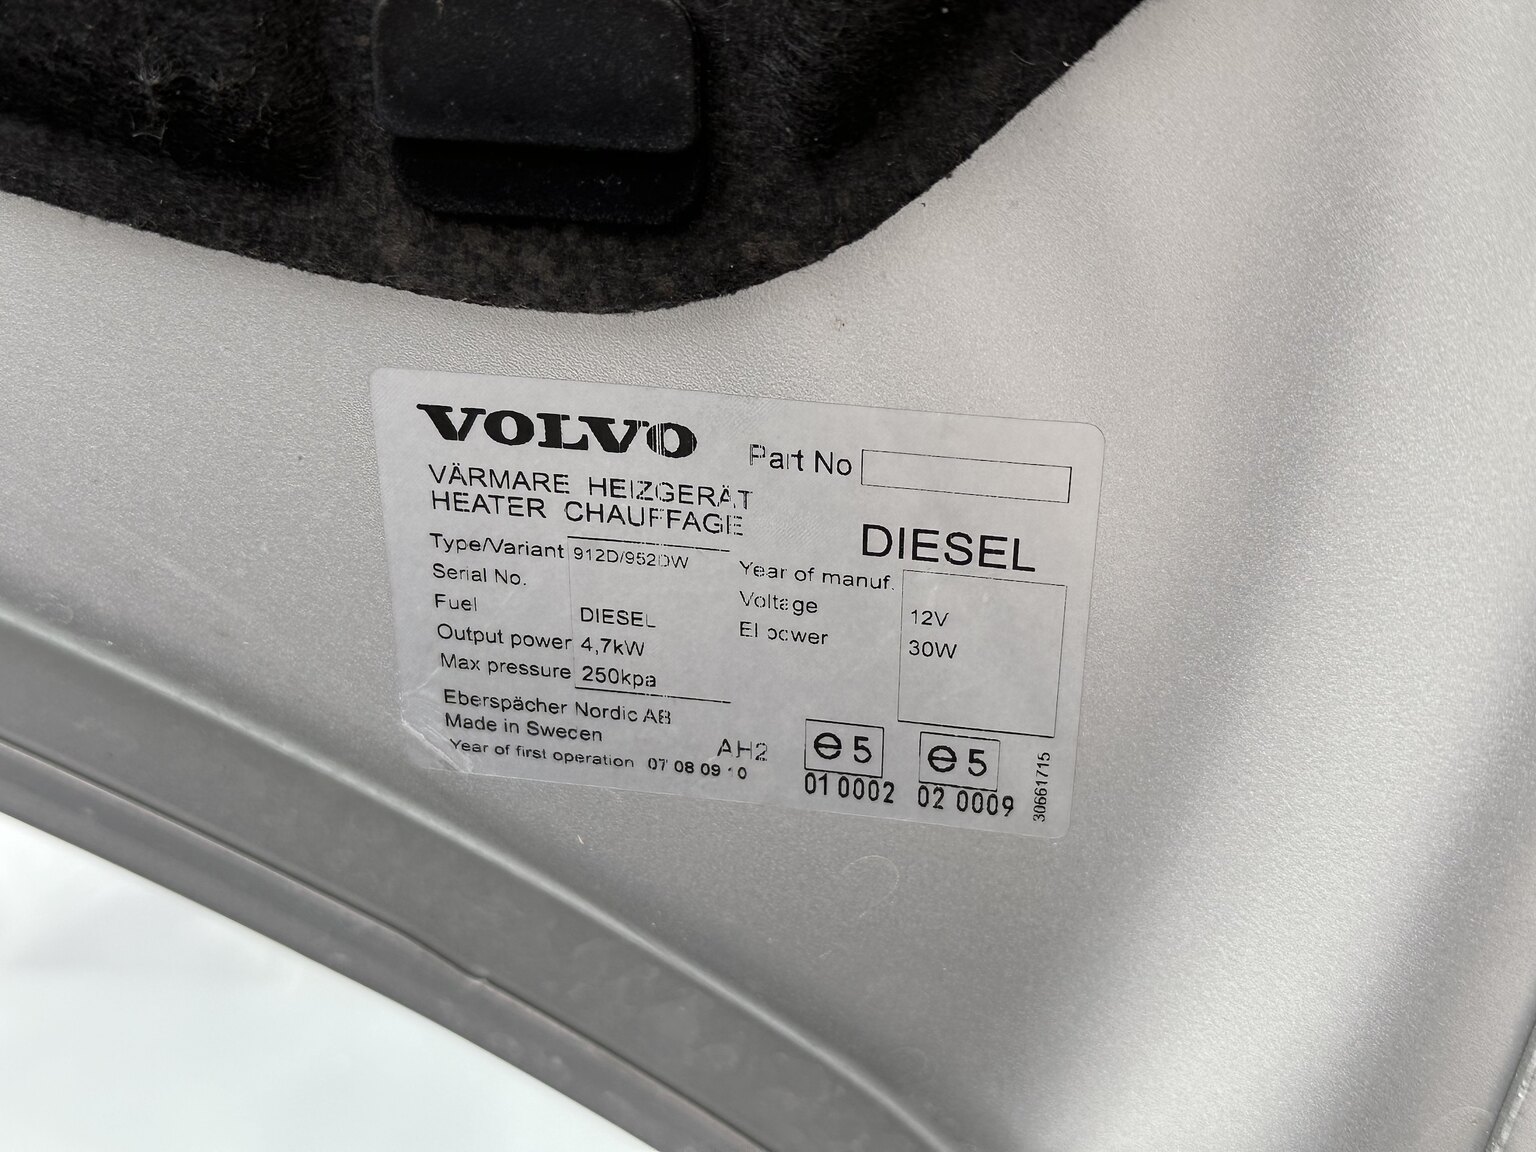 VOLVO
Part No
VÄRMARE HEIZGERÄT
HEATER CHAUFFAGE
DIESEL
Type/Variant 912D/952DW
Year of manuf.
Serial No.
Voltage 12V
Fuel DIESEL
El power 30W
Output power 4,7kW
Max pressure 250kpa
Eberspächer Nordic AB
Made in Sweden
AH2
Year of first operation 07 08 09 10
e5 e5
01 0002 02 0009
30661715